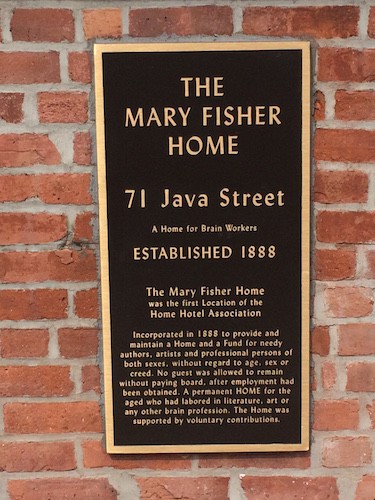 THE
MARY FISHER
HOME
71 Java Street
A Home for Brain Workers
ESTABLISHED 1888
The Mary Fisher Home
was the first Location of the
Home Hotel Association
Incorporated in 1888 to provide and
maintain a Home and a Fund for needy
authors, artists and professional persons of
both sexes, without regard to age, sex or
creed. No guest was allowed to remain
without paying board, after employment had
been obtained. A permanent HOME for the
aged who had labored in literature, art or
any other brain profession. The Home was
supported by voluntary contributions.